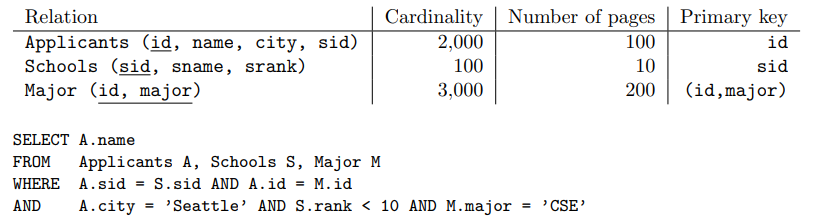 Relation Cardinality Number of pages Primary key
Applicants (id, name, city, sid) 2,000 100 id
Schools (sid, sname, srank) 100 10 sid
Major (id, major) 3,000 200 (id,major)
SELECT A.name
FROM Applicants A, Schools S, Major M
WHERE A.sid = S.sid AND A.id = M.id
AND A.city = ’Seattle’ AND S.rank < 10 AND M.major = ’CSE’